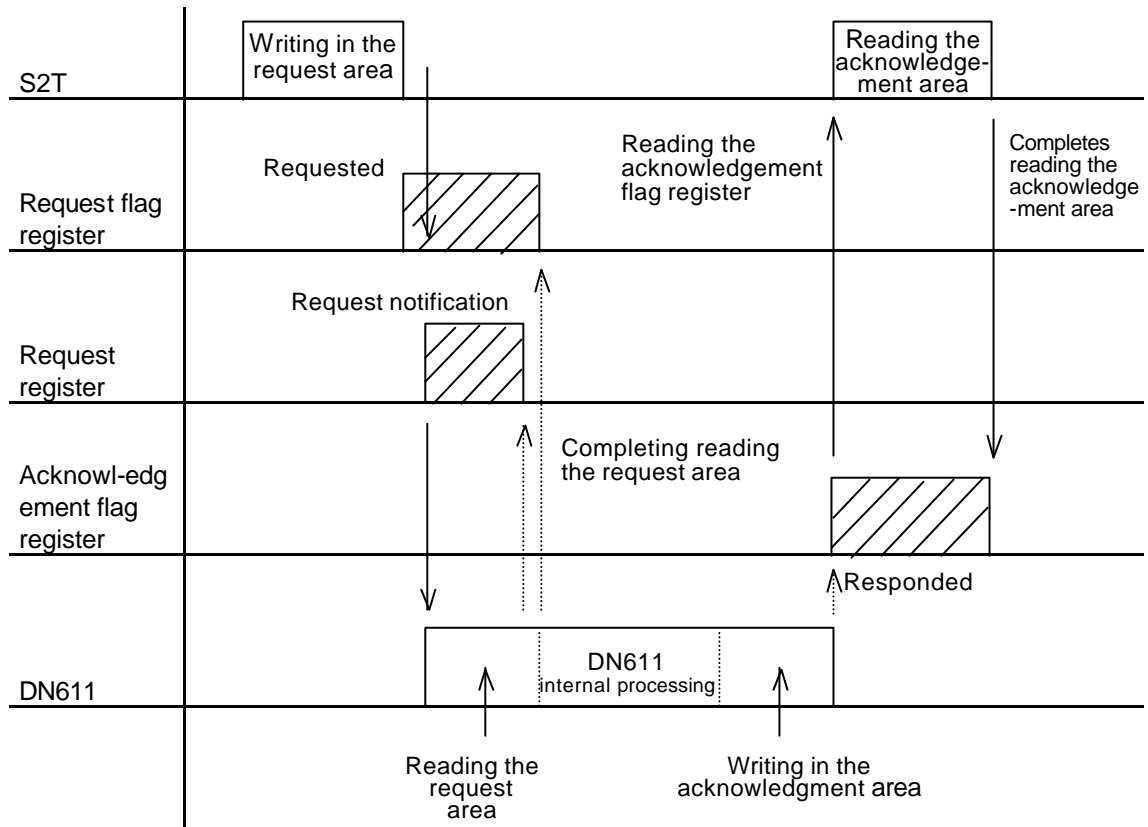 Writing in the
request area
Reading the
acknowledge-
ment area
S2T
Requested
Reading the
acknowledgement
flag register
Completes
reading the
acknowledge
-ment area
Request flag
register
Request notification
Request
register
Completing reading
the request area
Acknowl-edg
ement flag
register
Responded
DN611
internal processing
DN611
Reading the
request
area
Writing in the
acknowledgment area